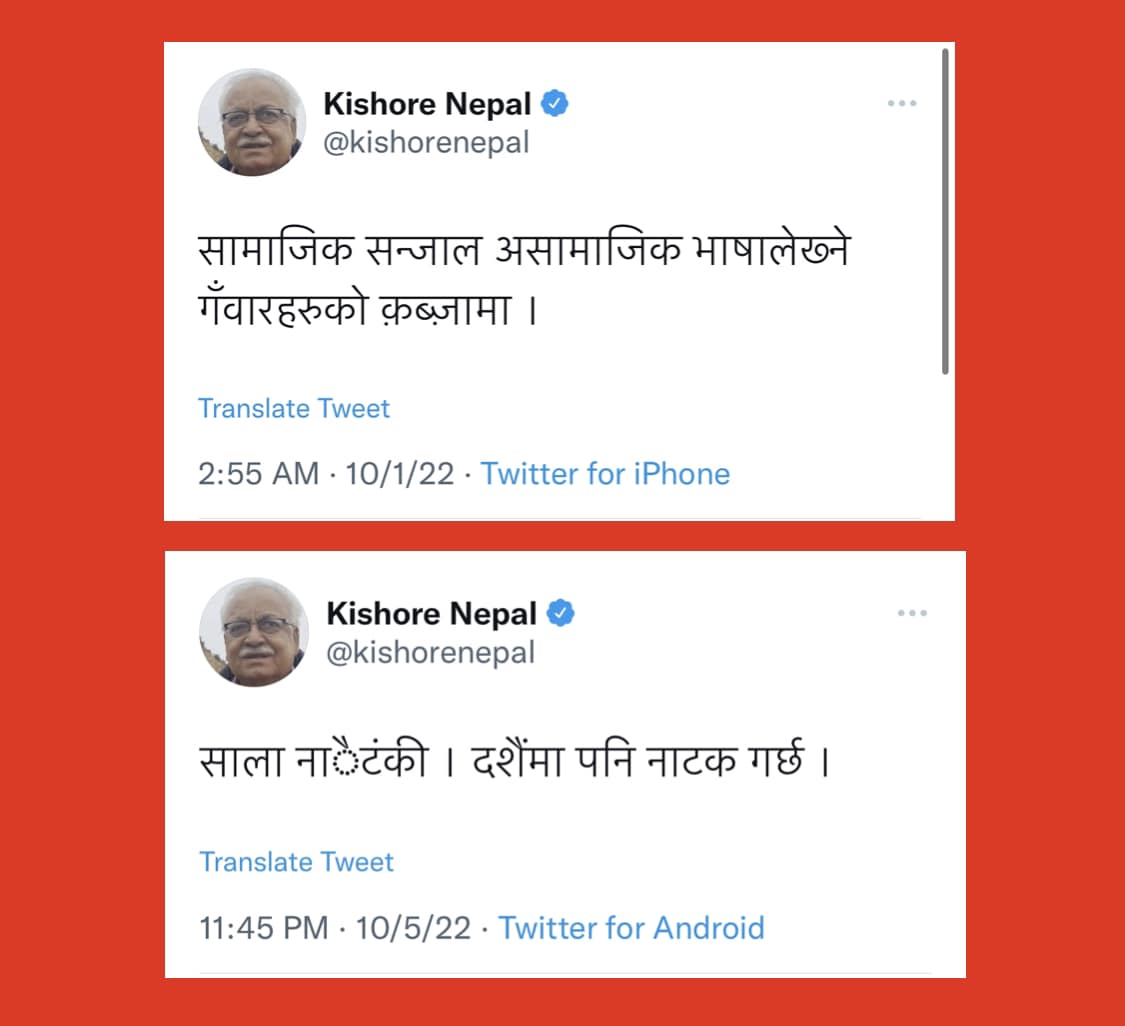 Kishore Nepal
@kishorenepal
सामाजिक सन्जाल असामाजिक भाषालेख्ने
गँवारहरुको क़ब्ज़ामा ।
Translate Tweet
2:55 AM · 10/1/22 · Twitter for iPhone
Kishore Nepal
@kishorenepal
साला नाैटंकी । दशैंमा पनि नाटक गर्छ ।
Translate Tweet
11:45 PM · 10/5/22 · Twitter for Android